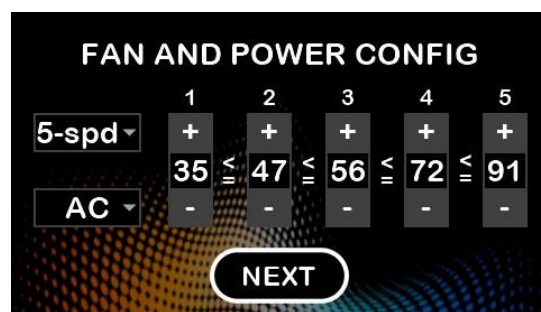 FAN AND POWER CONFIG
1 2 3 4 5
5-spd + + + + +
35 ≤ 47 ≤ 56 ≤ 72 ≤ 91
AC - - - - -
NEXT